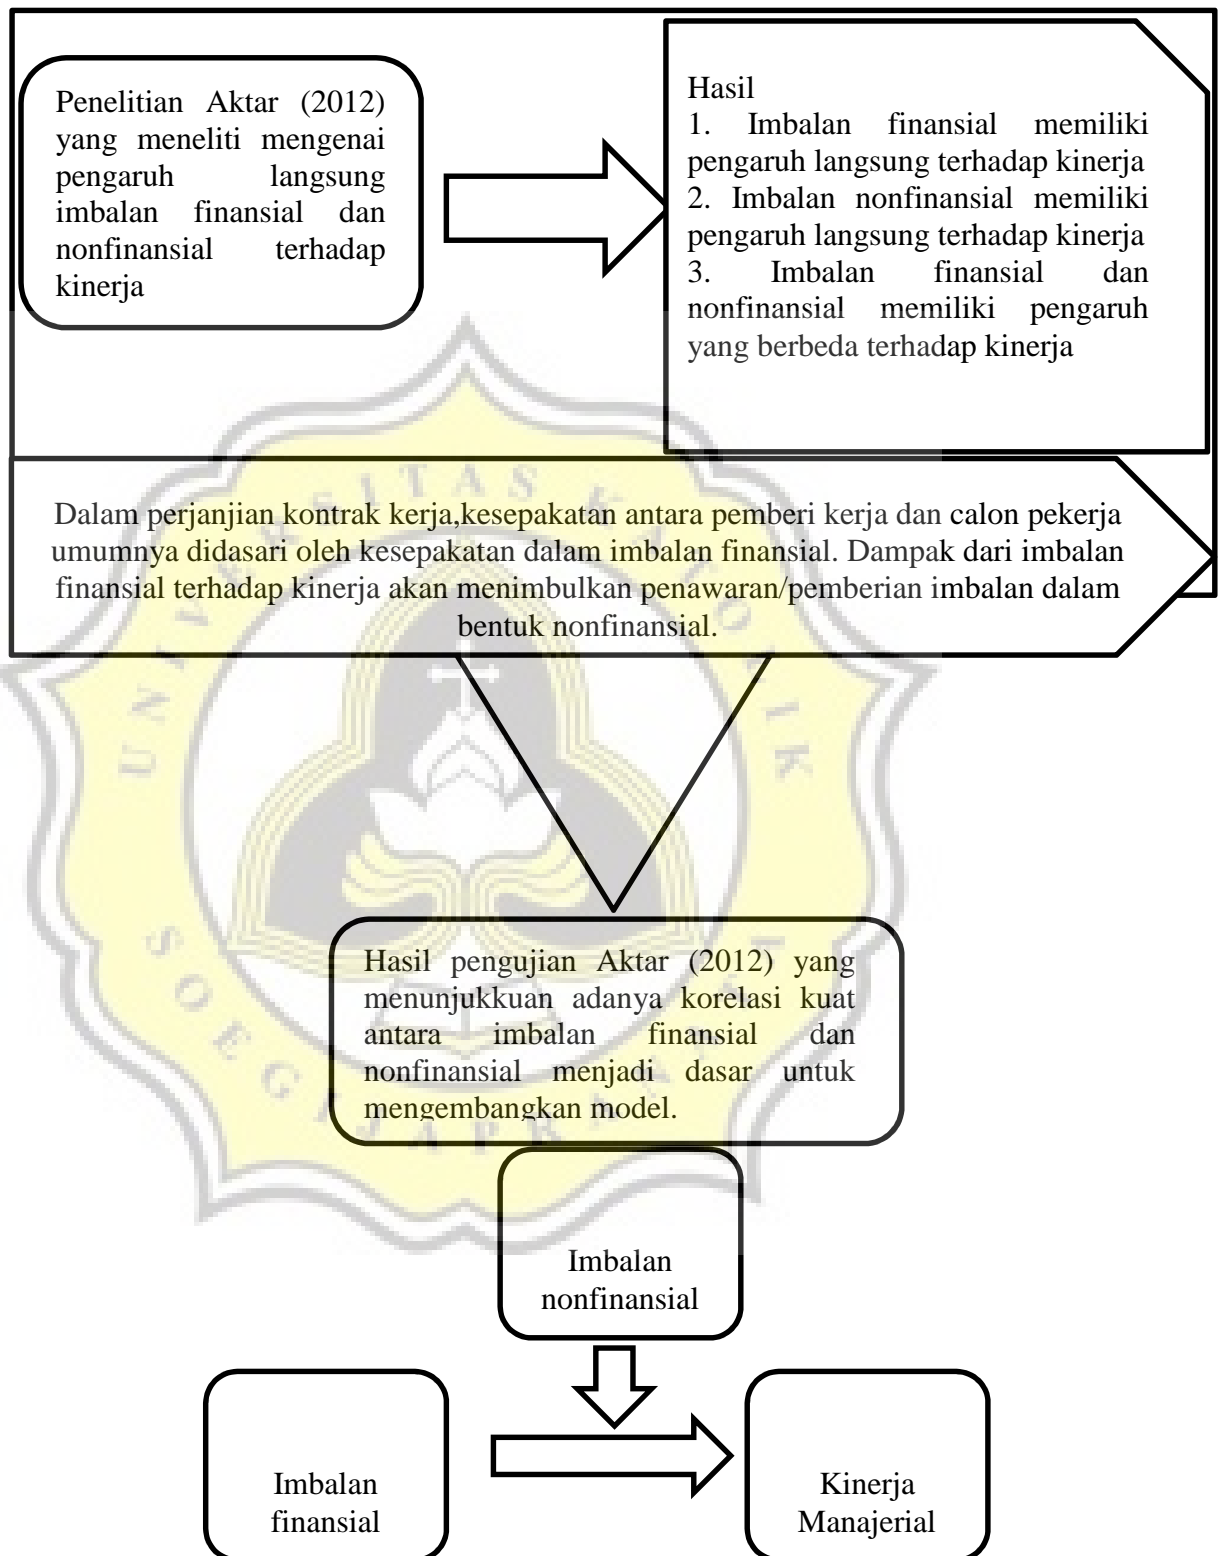 Penelitian Aktar (2012)
yang meneliti mengenai
pengaruh langsung
imbalan finansial dan
nonfinansial terhadap
kinerja
Hasil
1. Imbalan finansial memiliki
pengaruh langsung terhadap kinerja
2. Imbalan nonfinansial memiliki
pengaruh langsung terhadap kinerja
3. Imbalan finansial dan
nonfinansial memiliki pengaruh
yang berbeda terhadap kinerja
Dalam perjanjian kontrak kerja,kesepakatan antara pemberi kerja dan calon pekerja
umumnya didasari oleh kesepakatan dalam imbalan finansial. Dampak dari imbalan
finansial terhadap kinerja akan menimbulkan penawaran/pemberian imbalan dalam
bentuk nonfinansial.
UNIVERSITAS KATOLIK
SOEGIJAPRANATA
Hasil pengujian Aktar (2012) yang
menunjukkuan adanya korelasi kuat
antara imbalan finansial dan
nonfinansial menjadi dasar untuk
mengembangkan model.
Imbalan
nonfinansial
Imbalan
finansial
Kinerja
Manajerial